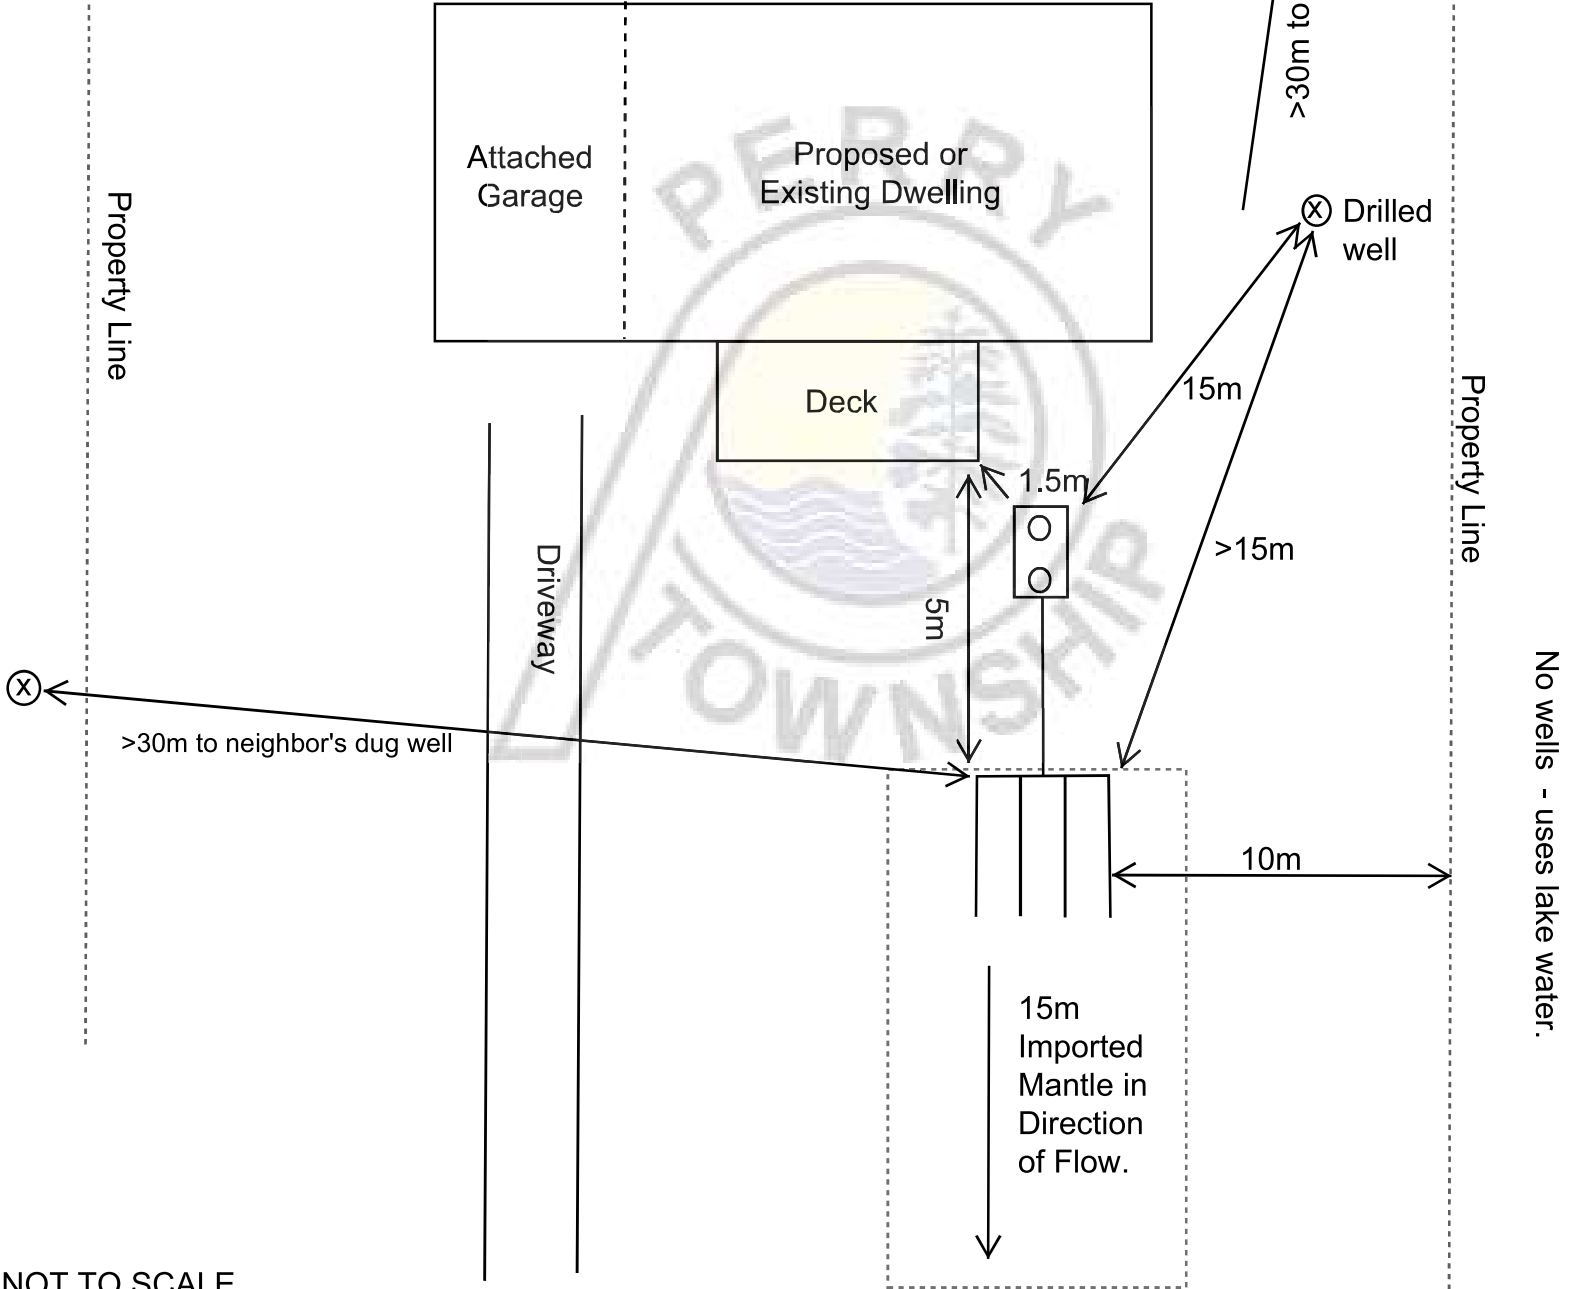 >30m to
PERRY
Attached
Garage
Proposed or
Existing Dwelling
Property Line
X
Drilled
well
Deck
15m
1.5m
Property Line
>15m
Driveway
5m
TOWNSHIP
X
>30m to neighbor's dug well
No wells - uses lake water.
10m
15m
Imported
Mantle in
Direction
of Flow.
NOT TO SCALE